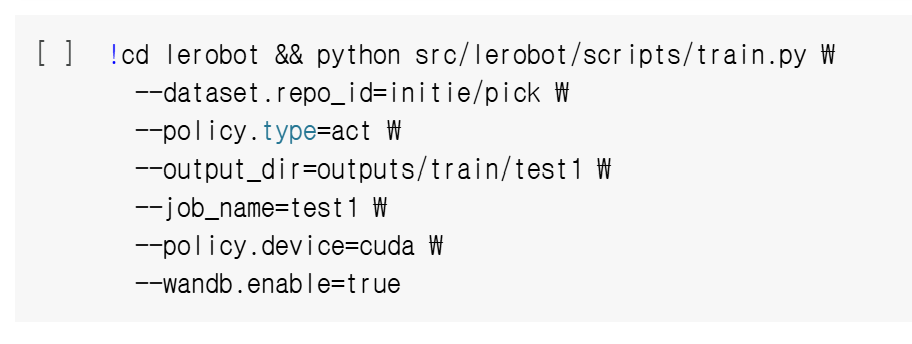 [ ] !cd lerobot && python src/lerobot/scripts/train.py ₩
--dataset.repo_id=initie/pick ₩
--policy.type=act ₩
--output_dir=outputs/train/test1 ₩
--job_name=test1 ₩
--policy.device=cuda ₩
--wandb.enable=true